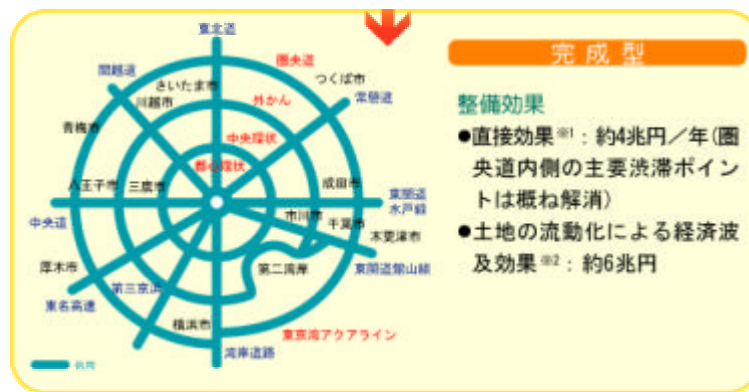 東北道
関越道
圏央道
さいたま市
つくば市
川越市
外かん
常磐道
青梅市
中央環状
都心環状
八王子市
三鷹市
成田市
東関道
水戸線
中央道
市川市
千葉市
木更津市
厚木市
第二湾岸
東関道館山線
第三京浜
東名高速
横浜市
東京湾アクアライン
湾岸道路
供用
完成型
整備効果
●直接効果※1：約4兆円／年(圏
央道内側の主要渋滞ポイン
トは概ね解消)
●土地の流動化による経済波
及効果※2：約6兆円